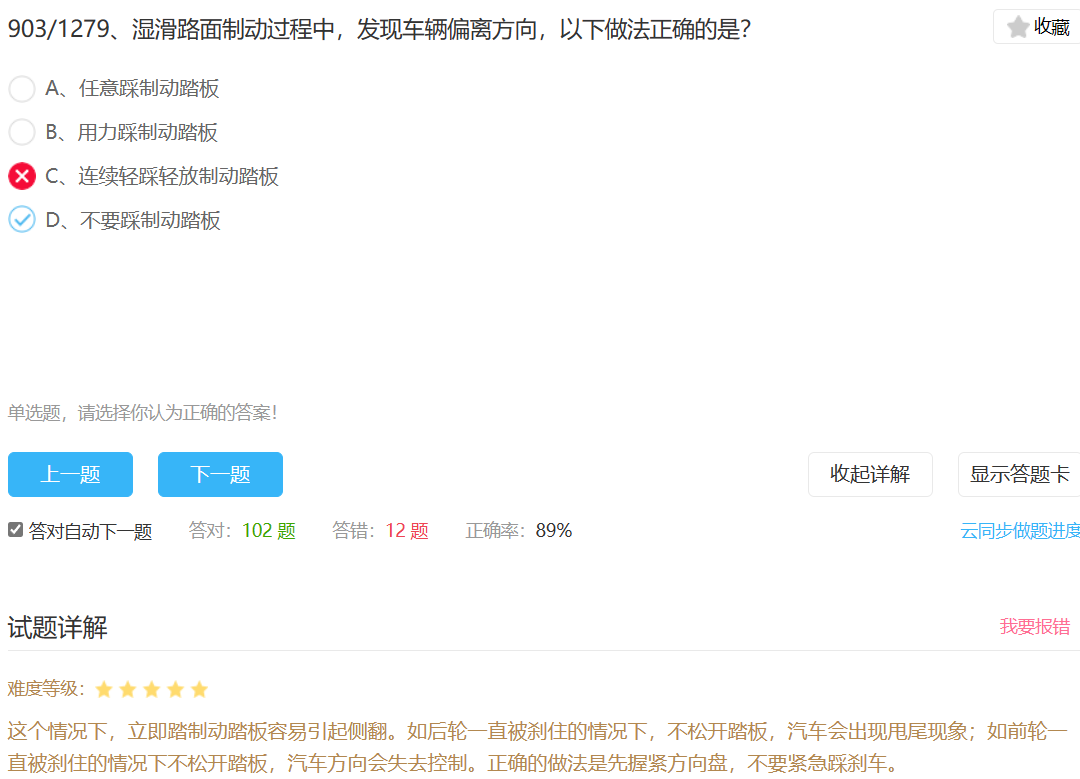 903/1279、湿滑路面制动过程中，发现车辆偏离方向，以下做法正确的是？
收藏
A、任意踩制动踏板
B、用力踩制动踏板
C、连续轻踩轻放制动踏板
D、不要踩制动踏板
单选题，请选择你认为正确的答案！
上一题
下一题
收起详解
显示答题卡
答对自动下一题 答对：102 题 答错：12 题 正确率：89%
云同步做题进度
试题详解
我要报错
难度等级：
这个情况下，立即踏制动踏板容易引起侧翻。如后轮一直被刹住的情况下，不松开踏板，汽车会出现甩尾现象；如前轮一
直被刹住的情况下不松开踏板，汽车方向会失去控制。正确的做法是先握紧方向盘，不要紧急踩刹车。